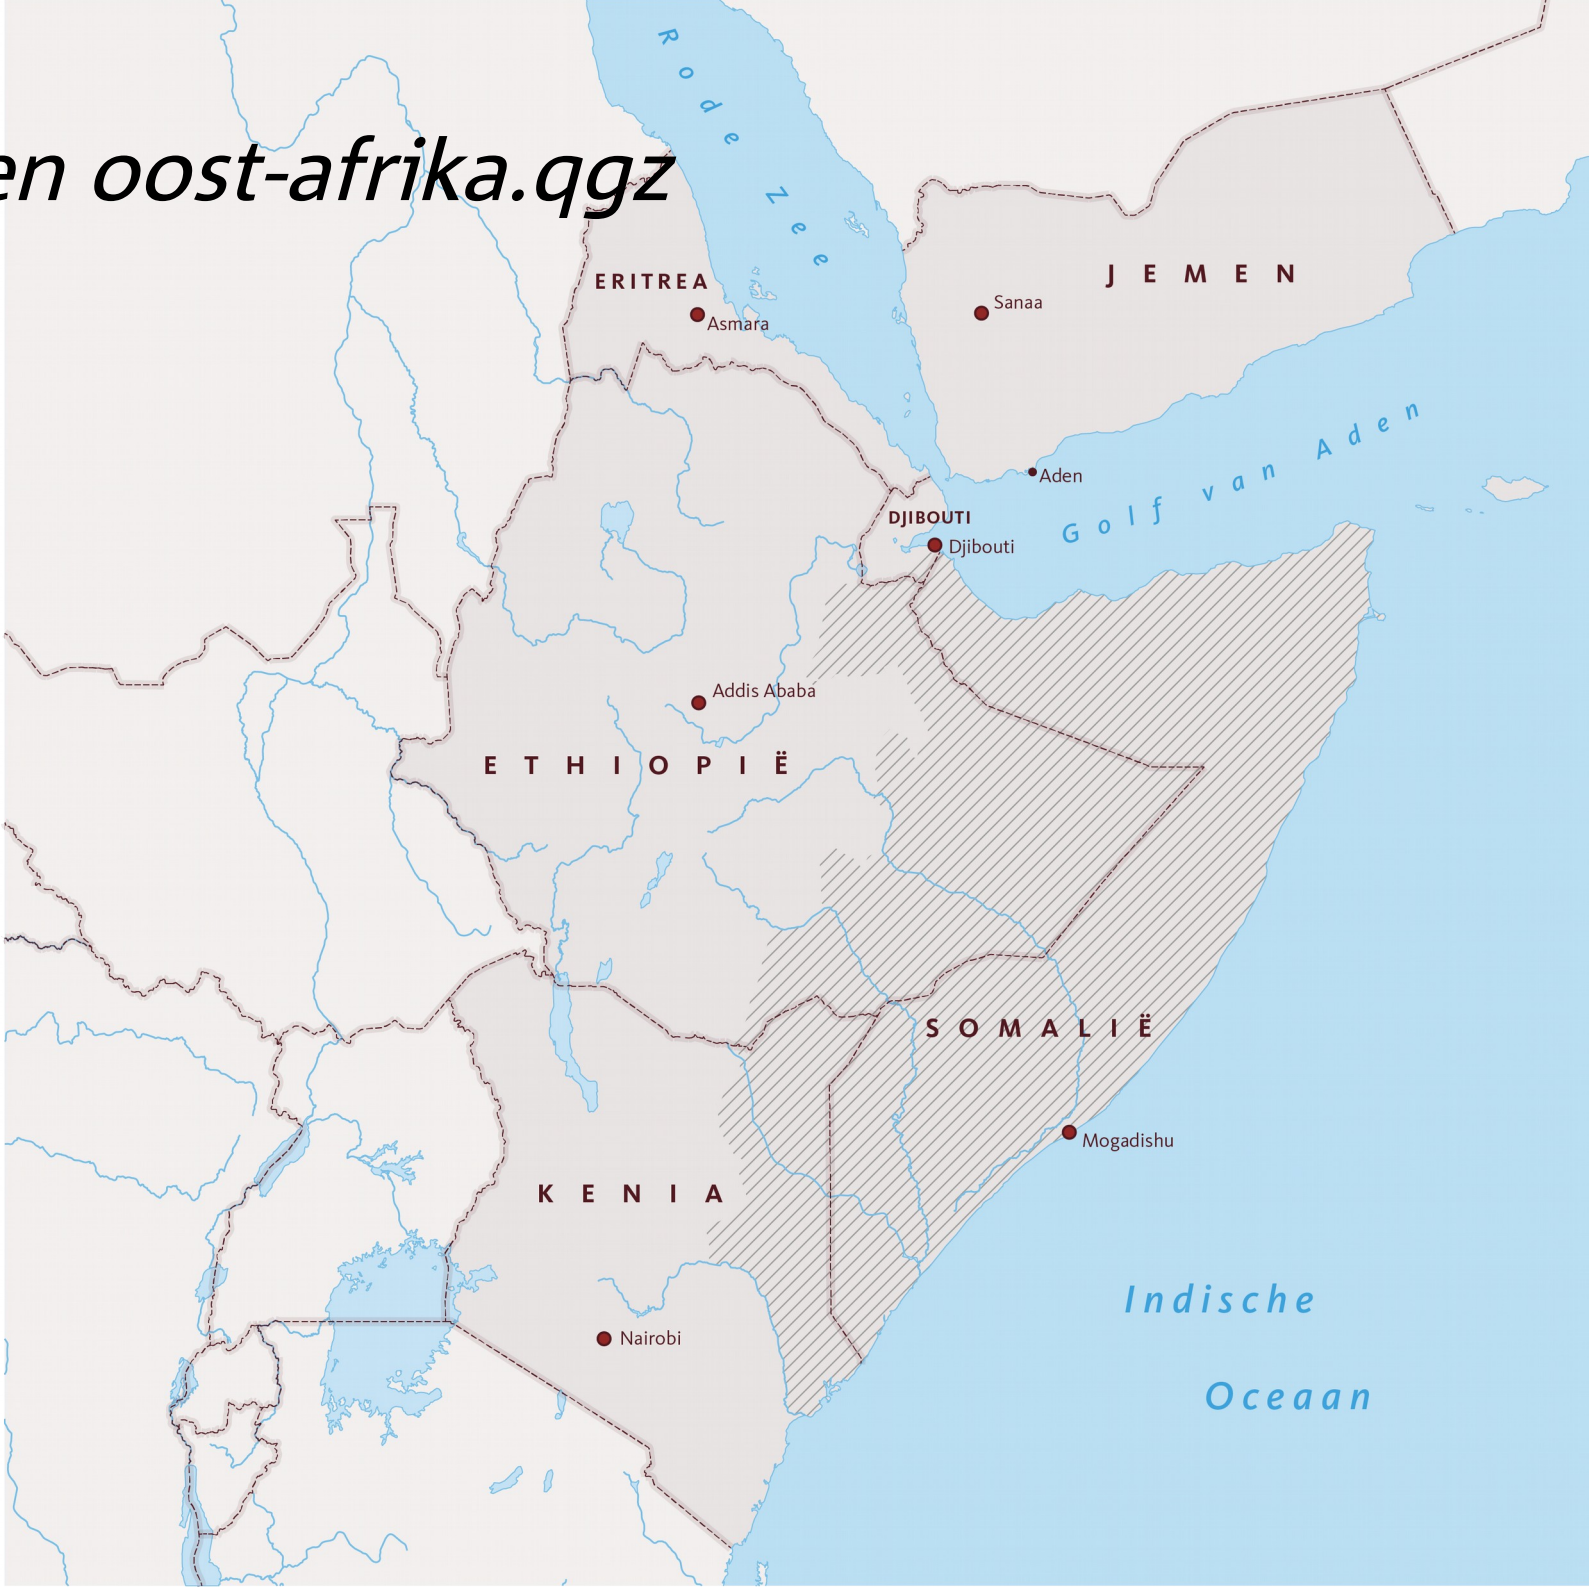 Rode Zee
en oost-afrika.qgz
ERITREA
Asmara
JEMEN
Sanaa
Aden
Golf van Aden
DJIBOUTI
Djibouti
Addis Ababa
ETHIOPIË
SOMALIË
Mogadishu
KENIA
Nairobi
Indische
Oceaan